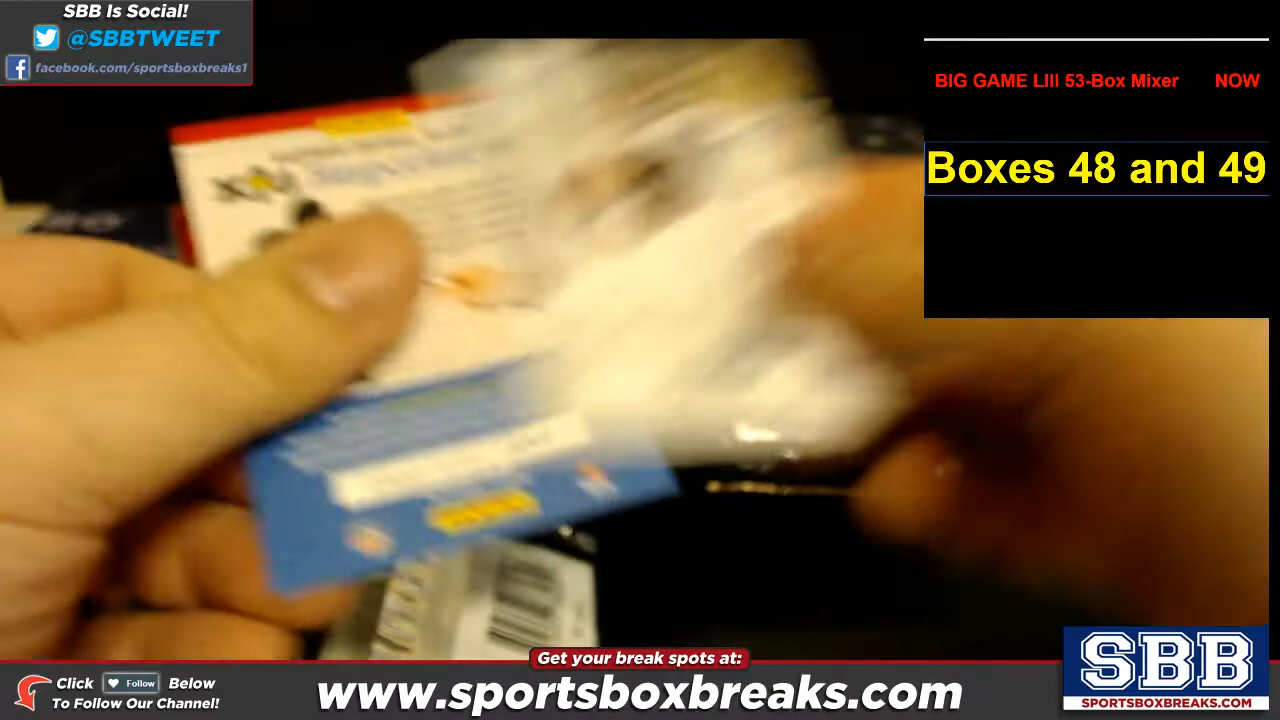 SBB Is Social!
@SBBTWEET
facebook.com/sportsboxbreaks1
BIG GAME LIII 53-Box Mixer NOW
Boxes 48 and 49
Get your break spots at:
Click Follow Below
To Follow Our Channel!
www.sportsboxbreaks.com
SBB
SPORTSBOXBREAKS.COM